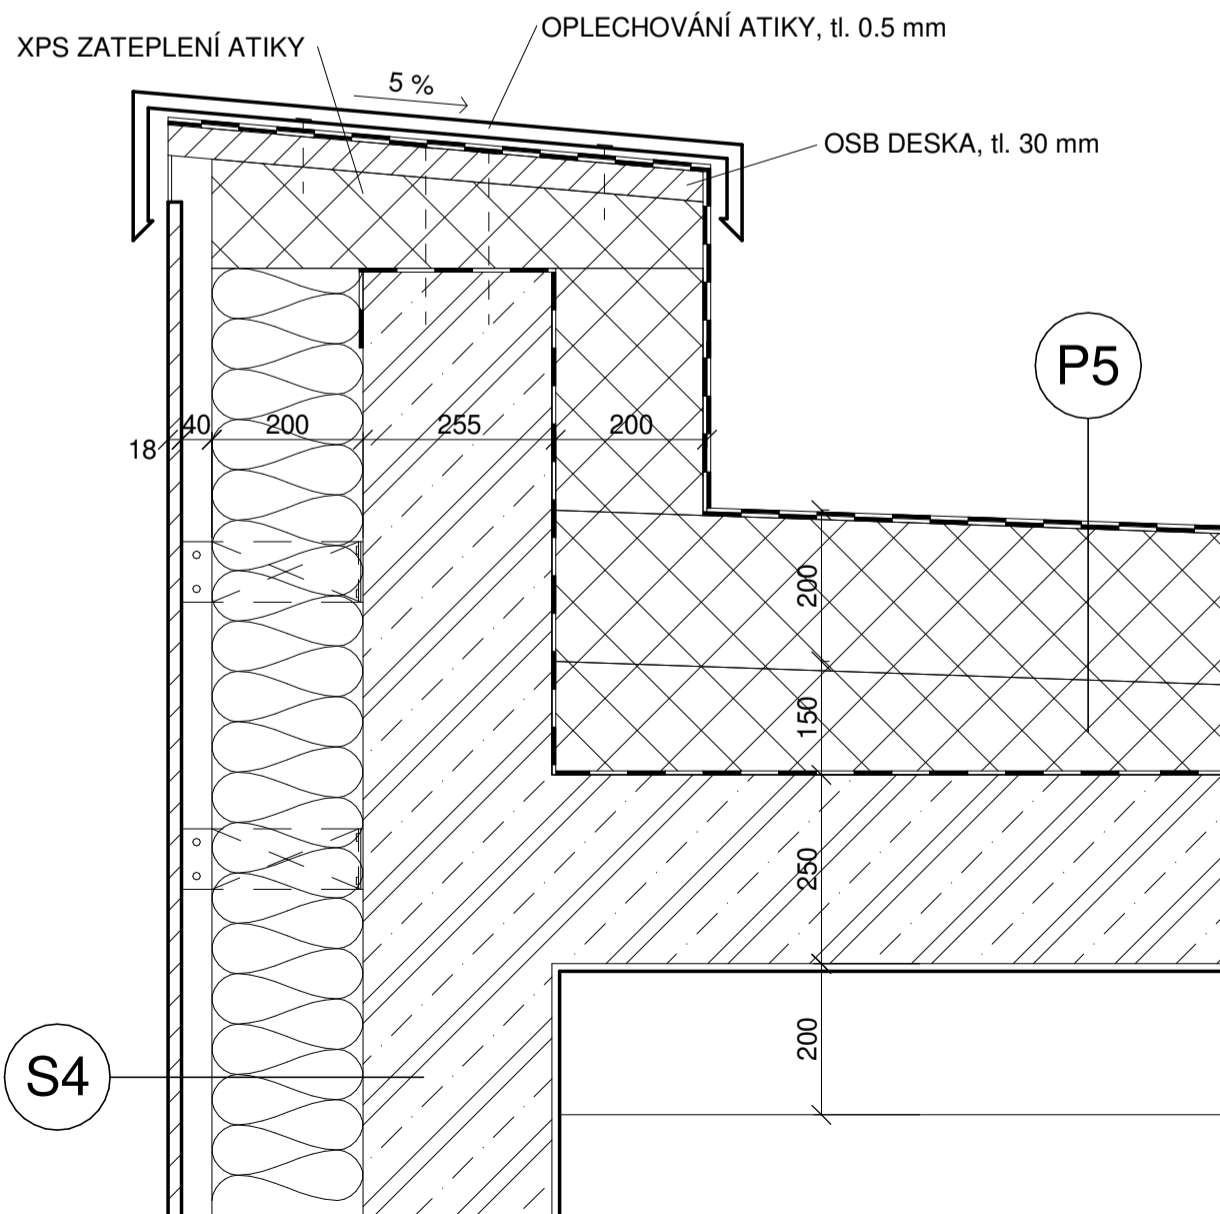 OPLECHOVÁNÍ ATIKY, tl. 0.5 mm
XPS ZATEPLENÍ ATIKY
5 %
OSB DESKA, tl. 30 mm
P5
18
40
200
255
200
200
150
250
200
S4